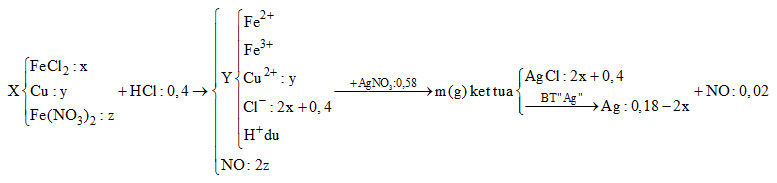 X { FeCl₂ : x
Cu : y
Fe(NO₃)₂ : z
+ HCl : 0,4 →
Y { Fe²⁺
Fe³⁺
Cu²⁺ : y
Cl⁻ : 2x + 0,4
H⁺du
NO : 2z
+AgNO₃:0,58 →
m(g) ket tua { AgCl : 2x + 0,4
BT"Ag" → Ag : 0,18 − 2x
+ NO : 0,02